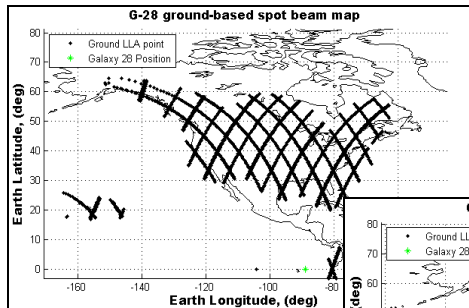 G-28 ground-based spot beam map
80
70
60
50
40
30
20
10
0
-160
-140
-120
-100
-80
Earth Latitude, (deg)
Earth Longitude, (deg)
Ground LLA point
Galaxy 28 Position
80
70
60
Ground LL
Galaxy 28